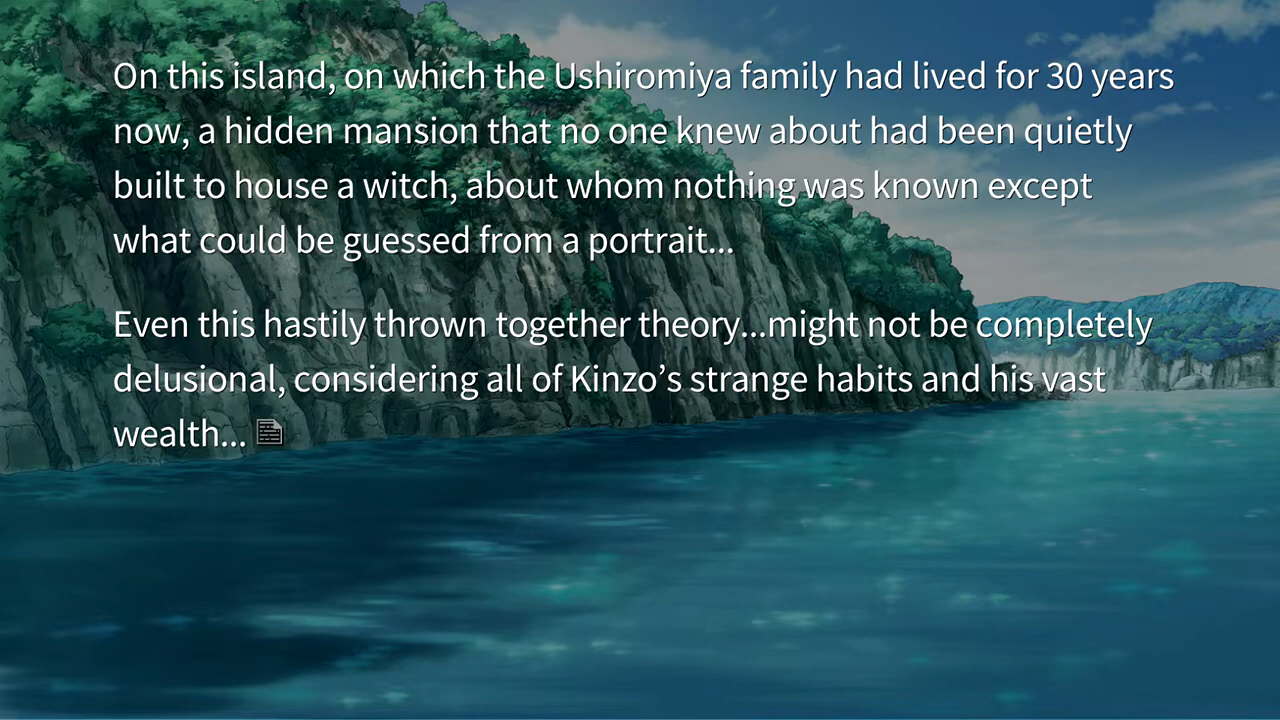 On this island, on which the Ushiromiya family had lived for 30 years
now, a hidden mansion that no one knew about had been quietly
built to house a witch, about whom nothing was known except
what could be guessed from a portrait...
Even this hastily thrown together theory...might not be completely
delusional, considering all of Kinzo’s strange habits and his vast
wealth...